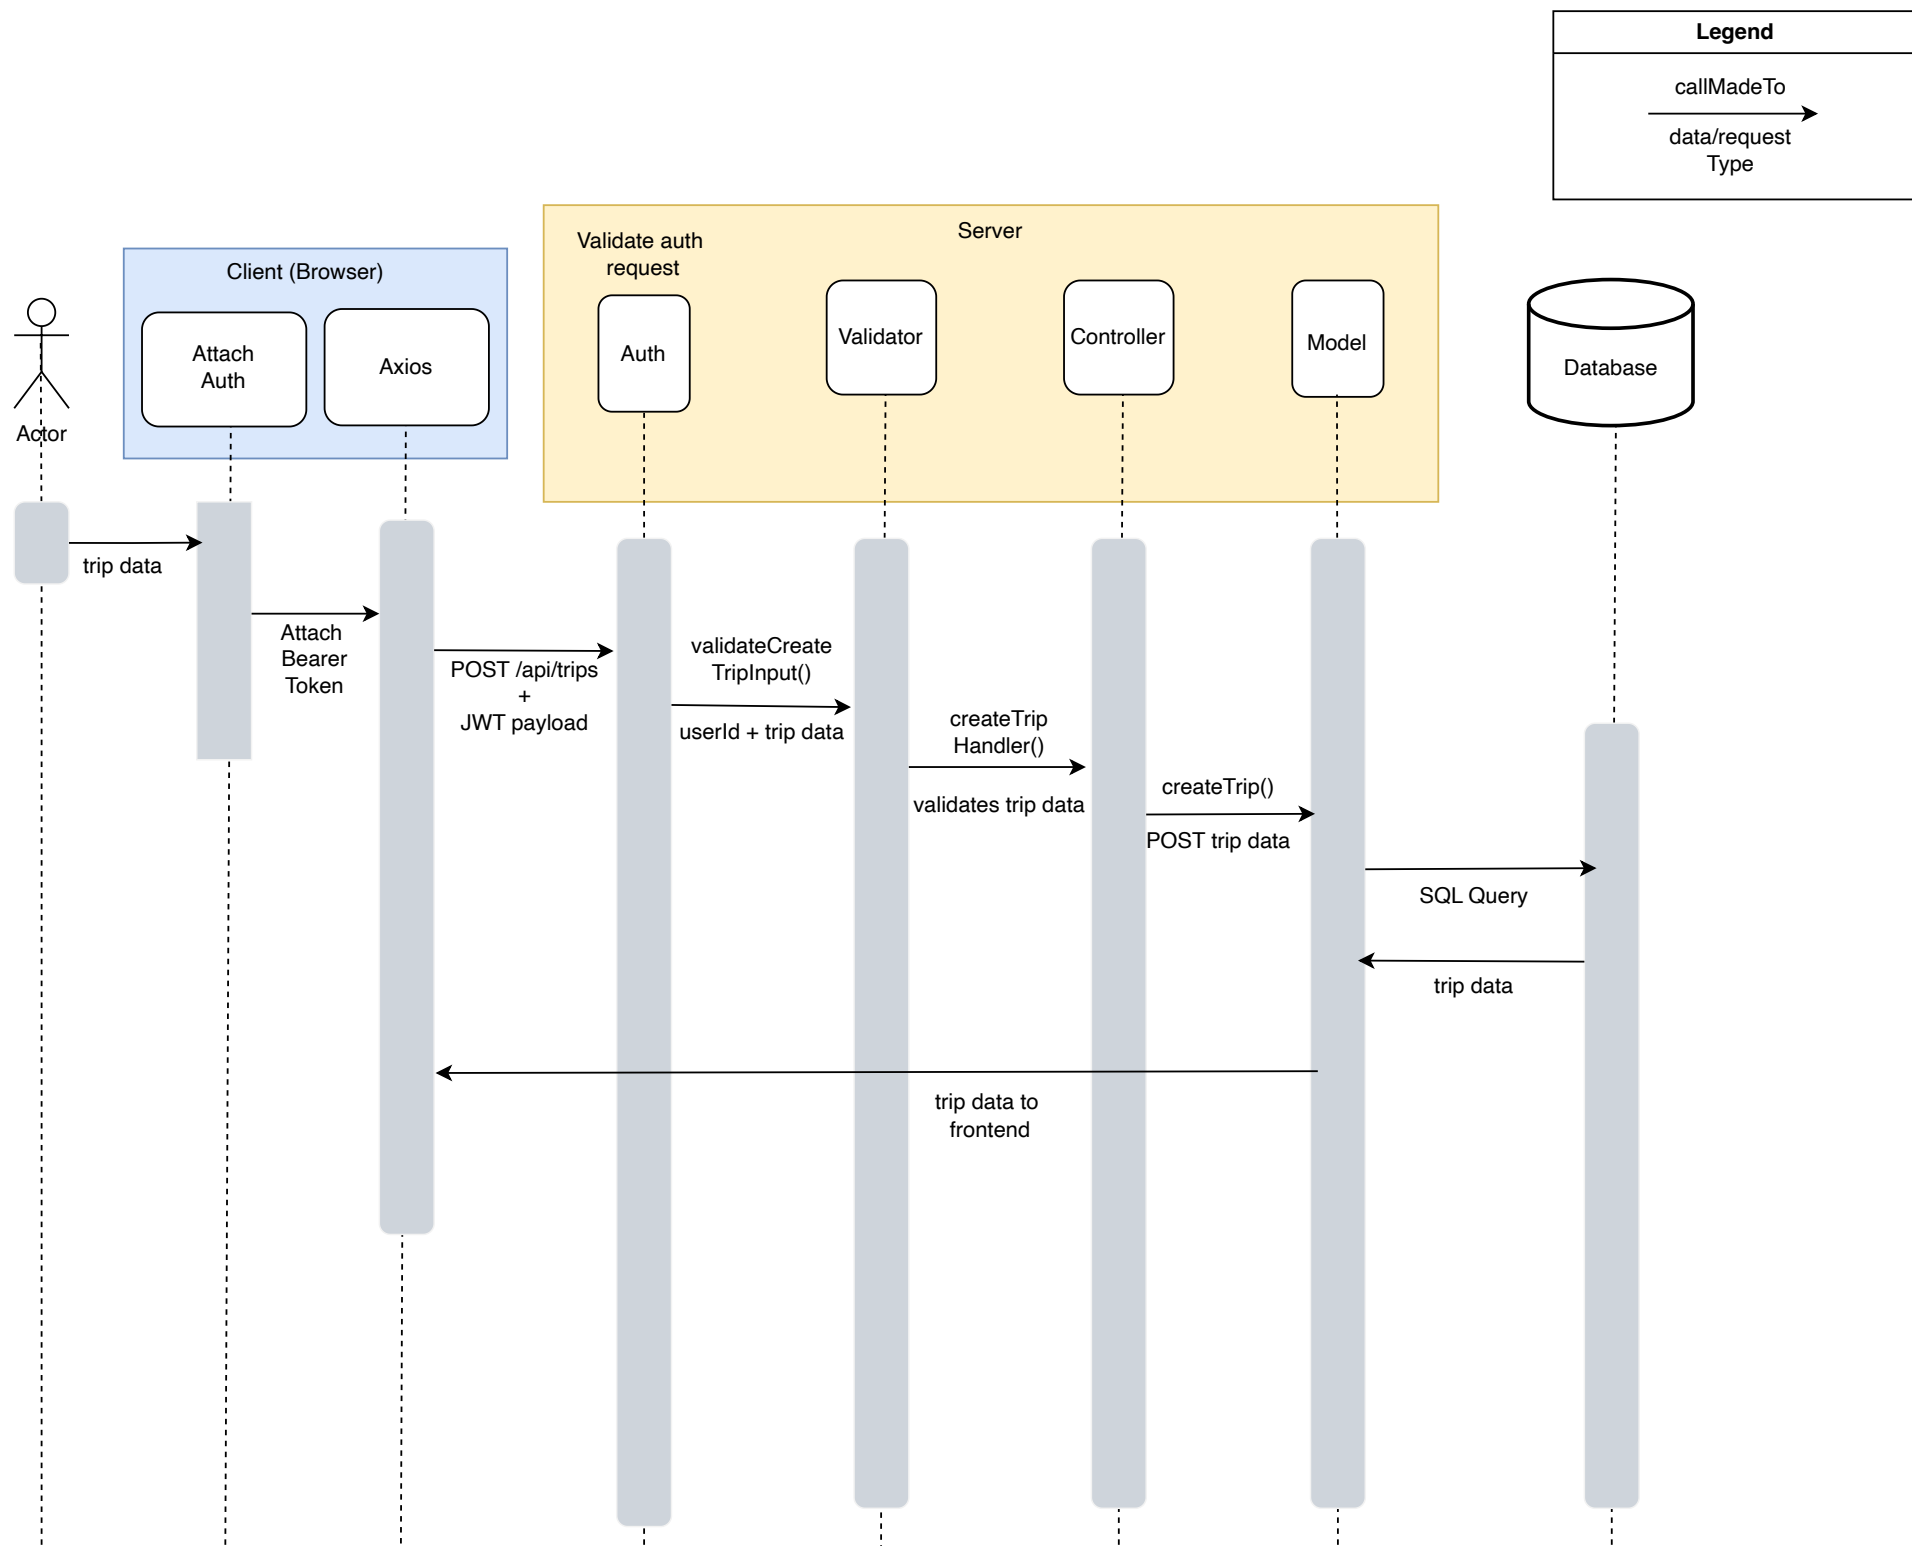 Legend
callMadeTo
data/request
Type
Server
Validate auth
request
Client (Browser)
Attach
Auth
Axios
Auth
Validator
Controller
Model
Database
Actor
trip data
Attach
Bearer
Token
POST /api/trips
+
JWT payload
validateCreate
TripInput()
userId + trip data
createTrip
Handler()
validates trip data
createTrip()
POST trip data
SQL Query
trip data
trip data to
frontend